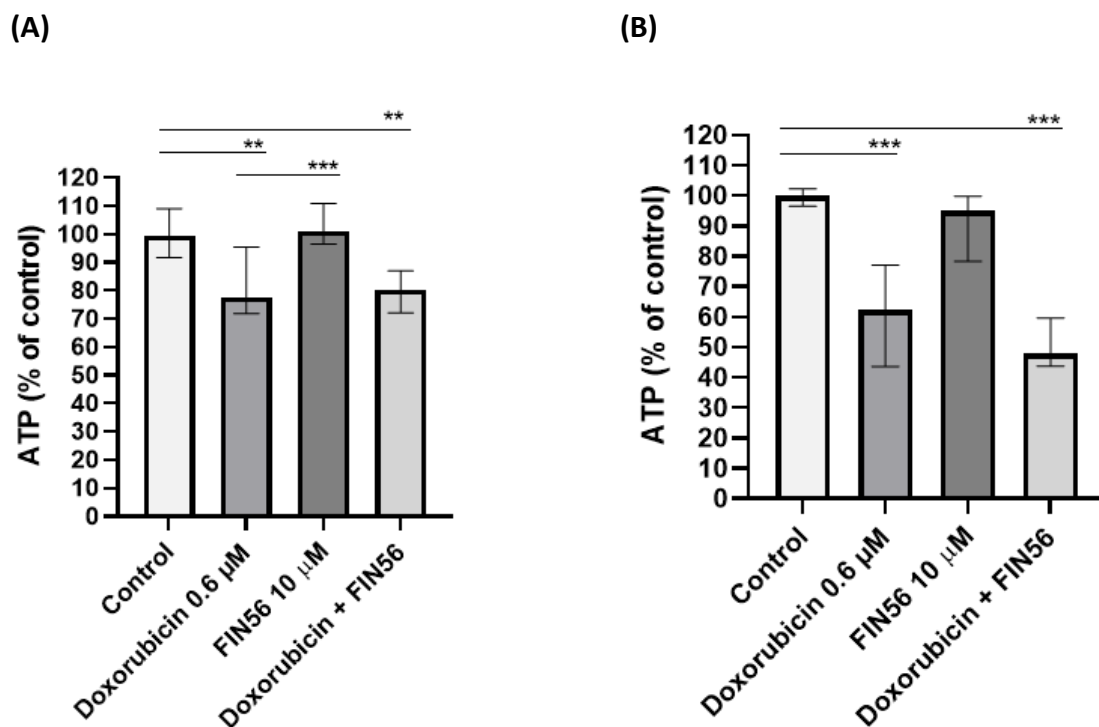 (A)
**
**
***
ATP (% of control)
120
110
100
90
80
70
60
50
40
30
20
10
0
Control
Doxorubicin 0.6 µM
FIN56 10 µM
Doxorubicin + FIN56
(B)
***
***
ATP (% of control)
120
110
100
90
80
70
60
50
40
30
20
10
0
Control
Doxorubicin 0.6 µM
FIN56 10 µM
Doxorubicin + FIN56